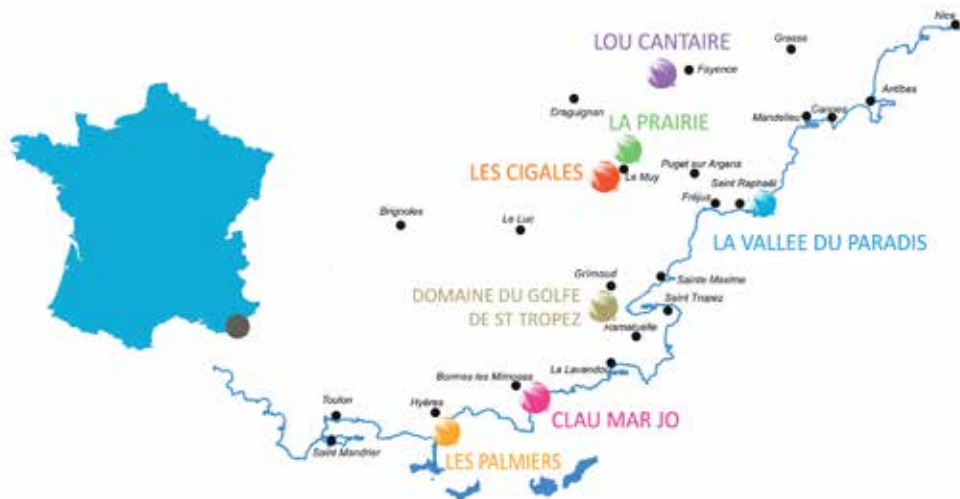 Nice
Grasse
LOU CANTAIRE
Fayence
Antibes
Draguignan
Mandelieu
Cannes
LA PRAIRIE
LES CIGALES
Le Muy
Puget sur Argens
Saint Raphaël
Fréjus
Brignoles
Le Luc
LA VALLEE DU PARADIS
Grimaud
Sainte Maxime
DOMAINE DU GOLFE
DE ST TROPEZ
Saint Tropez
Ramatuelle
Le Lavandou
Bormes les Mimosas
Toulon
Hyères
CLAU MAR JO
Saint Mandrier
LES PALMIERS